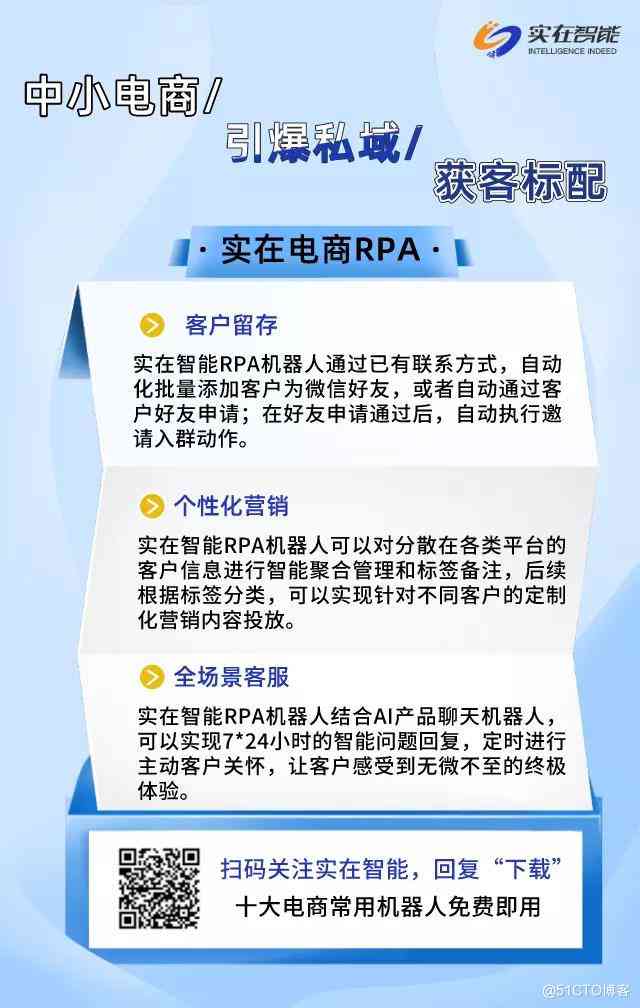 实在智能
INTELLIGENCE INDEED
中小电商/
引爆私域/
获客标配
·实在电商RPA·
客户留存
实在智能RPA机器人通过已有联系方式，自动
化批量添加客户为微信好友，或者自动通过客
户好友申请；在好友申请通过后，自动执行邀
请入群动作。
个性化营销
实在智能RPA机器人可以对分散在各类平台的
客户信息进行智能聚合管理和标签备注，后续
根据标签分类，可以实现针对不同客户的定制
化营销内容投放。
全场景客服
实在智能RPA机器人结合AI产品聊天机器人，
可以实现7*24小时的智能问题回复，定时进行
主动客户关怀，让客户感受到无微不至的终极
体验。
扫码关注实在智能，回复“下载”
十大电商常用机器人免费即用
@51CTO博客